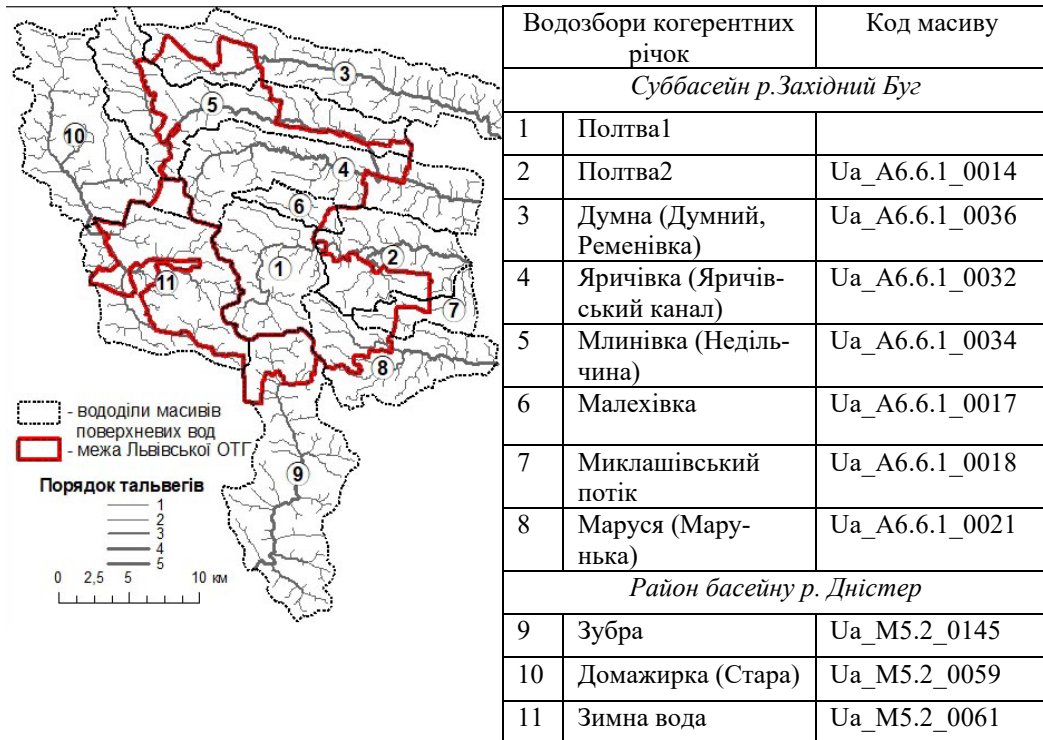 3
5
10
4
6
1
2
11
7
8
9
- вододіли масивів
поверхневих вод
- межа Львівської ОТГ
Порядок тальвегів
1
2
3
4
5
0 2,5 5 10 км
Водозбори когерентних річок Код масиву
Суббасейн р.Західний Буг
1 Полтва1
2 Полтва2 Ua_A6.6.1_0014
3 Думна (Думний, Ua_A6.6.1_0036
Ременівка)
4 Яричівка (Яричів- Ua_A6.6.1_0032
ський канал)
5 Млинівка (Неділь- Ua_A6.6.1_0034
чина)
6 Малехівка Ua_A6.6.1_0017
7 Миклашівський Ua_A6.6.1_0018
потік
8 Маруся (Мару- Ua_A6.6.1_0021
нька)
Район басейну р. Дністер
9 Зубра Ua_M5.2_0145
10 Домажирка (Стара) Ua_M5.2_0059
11 Зимна вода Ua_M5.2_0061